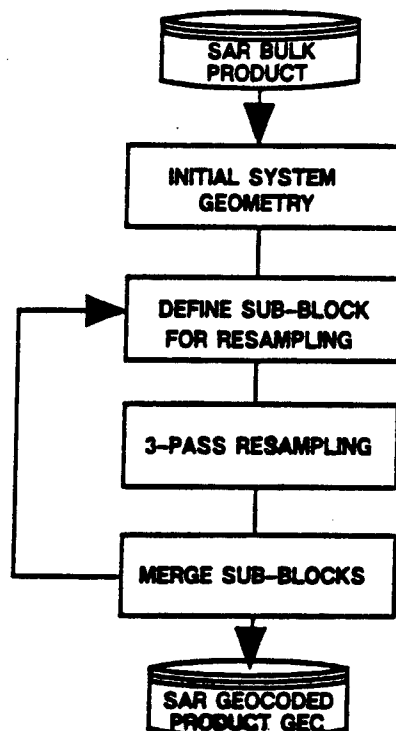 SAR BULK
PRODUCT
INITIAL SYSTEM
GEOMETRY
DEFINE SUB-BLOCK
FOR RESAMPLING
3-PASS RESAMPLING
MERGE SUB-BLOCKS
SAR GEOCODED
PRODUCT GEC